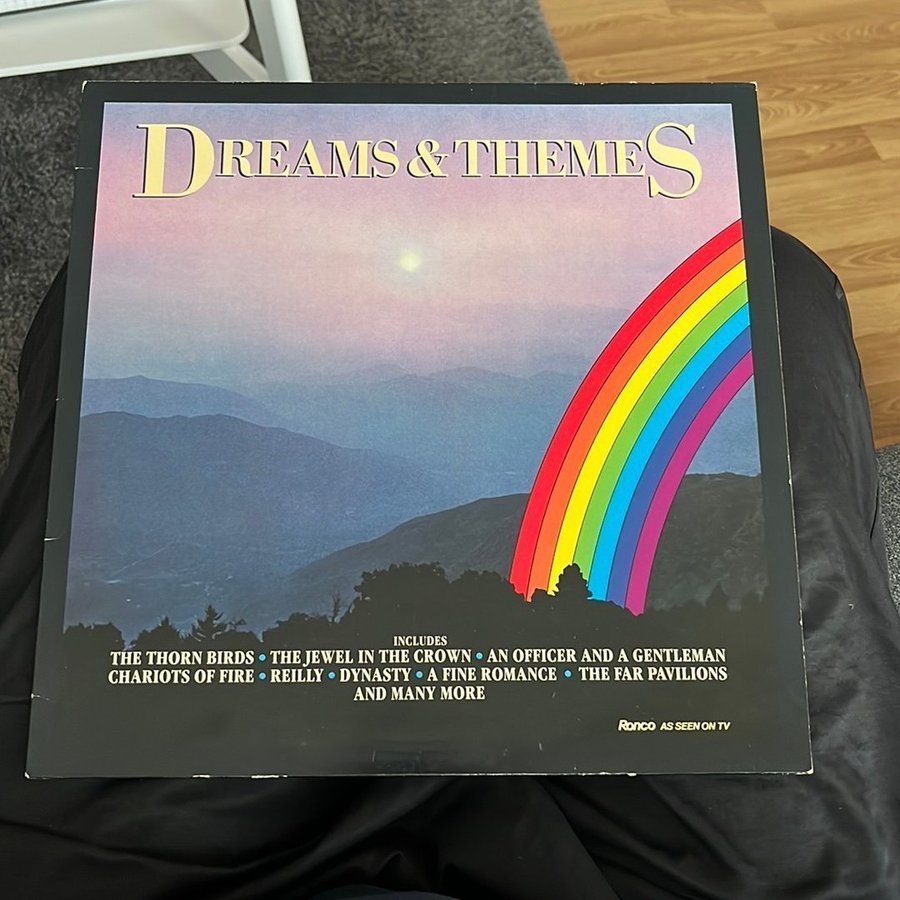 DREAMS & THEMES
INCLUDES
THE THORN BIRDS • THE JEWEL IN THE CROWN • AN OFFICER AND A GENTLEMAN
CHARIOTS OF FIRE • REILLY • DYNASTY • A FINE ROMANCE • THE FAR PAVILIONS
AND MANY MORE
Ronco AS SEEN ON TV